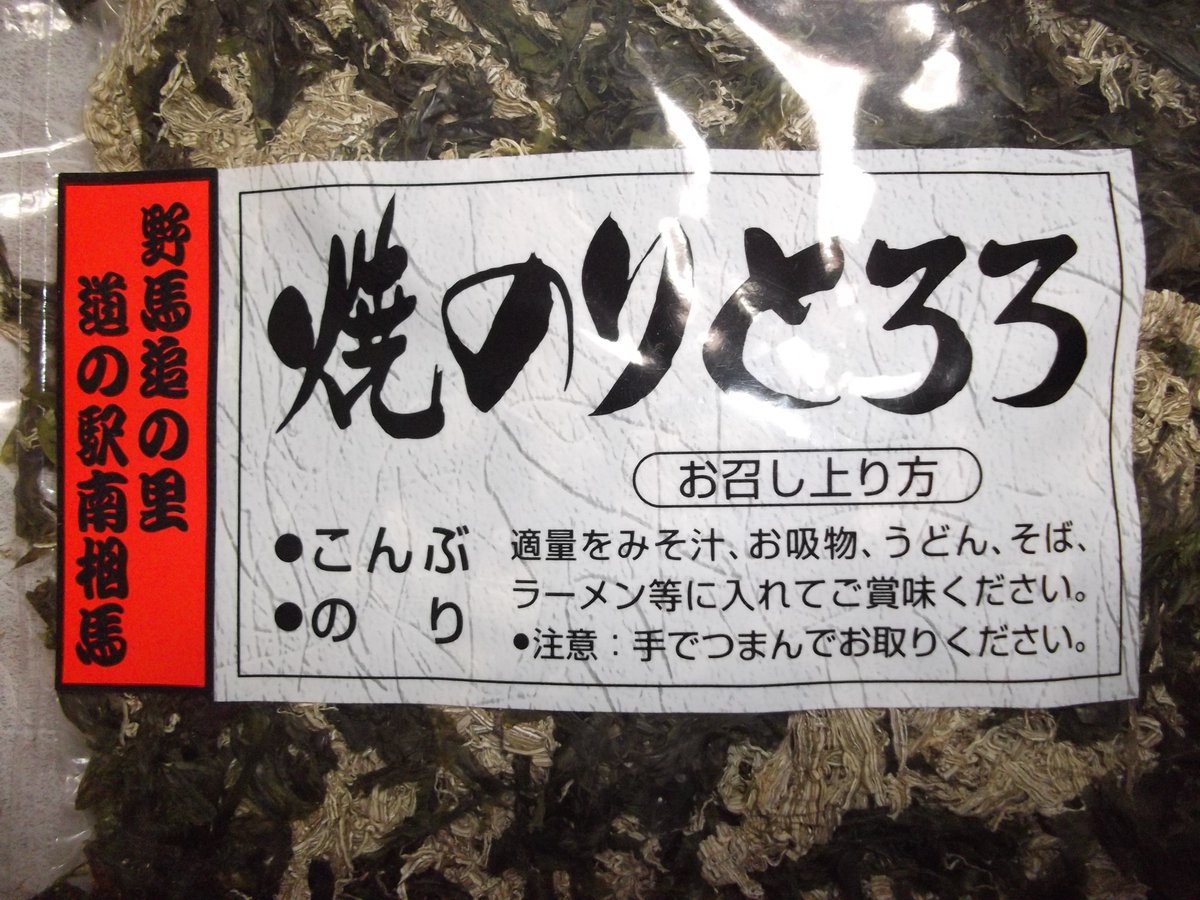 野馬追の里
道の駅南相馬
焼のりとろろ
お召し上り方
●こんぶ
●のり
適量をみそ汁、お吸物、うどん、そば、
ラーメン等に入れてご賞味ください。
●注意：手でつまんでお取りください。